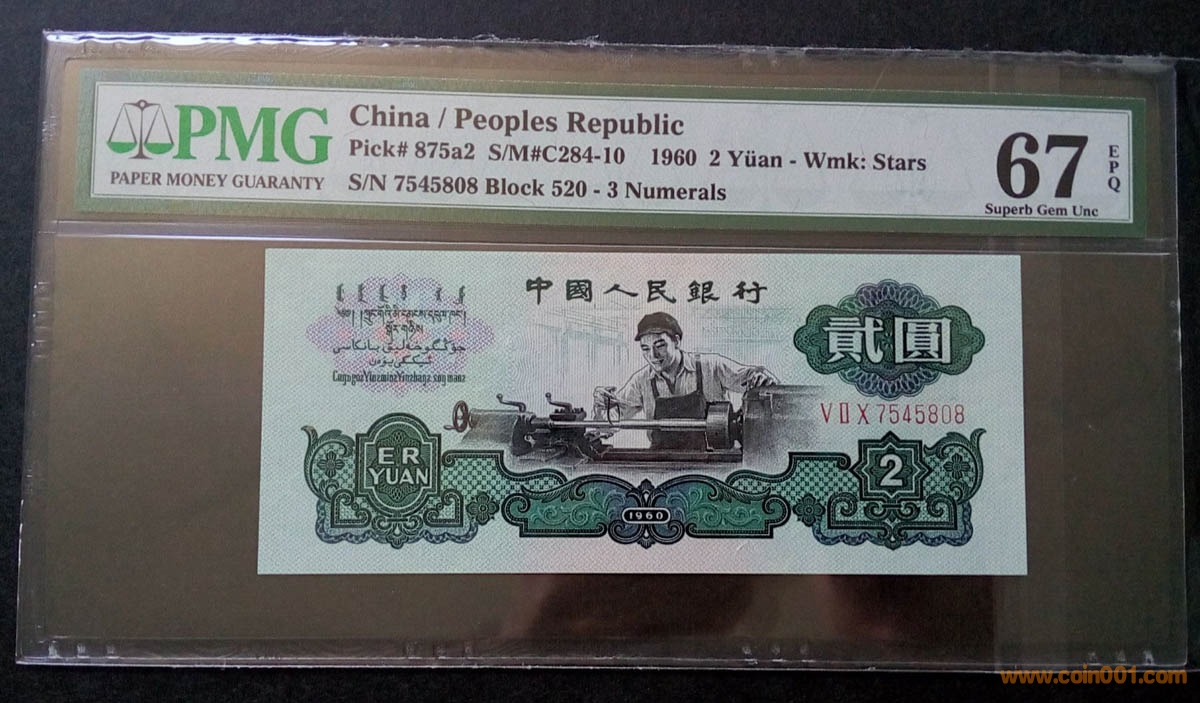 PMG
PAPER MONEY GUARANTY
China / Peoples Republic
Pick# 875a2 S/M#C284-10 1960 2 Yüan - Wmk: Stars
S/N 7545808 Block 520 - 3 Numerals
67
EPQ
Superb Gem Unc
中國人民銀行
貳圓
VⅡX 7545808
ER
YUAN
1960
2
www.coin001.com